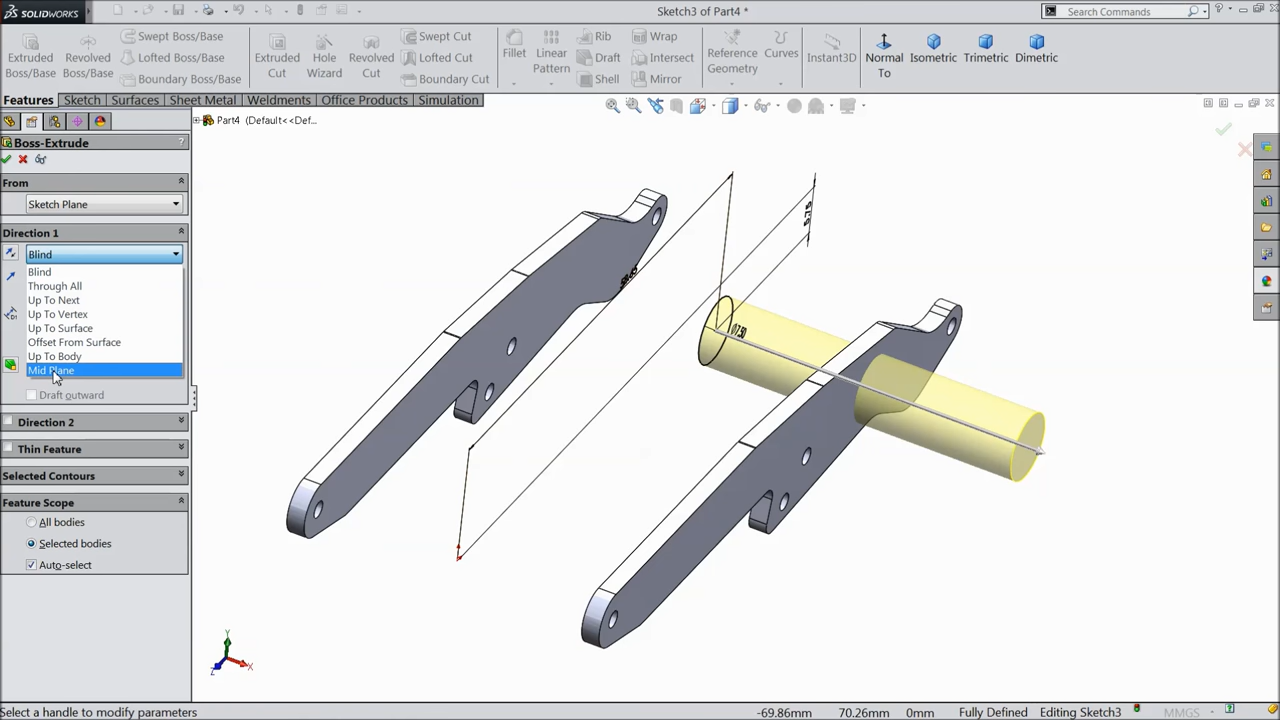 SOLIDWORKS
Sketch3 of Part4 *
Search Commands
Extruded Boss/Base
Revolved Boss/Base
Swept Boss/Base
Lofted Boss/Base
Boundary Boss/Base
Extruded Cut
Hole Wizard
Revolved Cut
Swept Cut
Lofted Cut
Boundary Cut
Fillet
Linear Pattern
Rib
Draft
Shell
Wrap
Intersect
Mirror
Reference Geometry
Curves
Instant3D
Normal To
Isometric
Trimetric
Dimetric
Features
Sketch
Surfaces
Sheet Metal
Weldments
Office Products
Simulation
Part4 (Default<<Def...
Boss-Extrude
?
From
Sketch Plane
Direction 1
Blind
Blind
Through All
Up To Next
Up To Vertex
Up To Surface
Offset From Surface
Up To Body
Mid Plane
Draft outward
Direction 2
Thin Feature
Selected Contours
Feature Scope
All bodies
Selected bodies
Auto-select
5.75
Ø7.50
Y
X
Z
Select a handle to modify parameters
-69.86mm
70.26mm
0mm
Fully Defined
Editing Sketch3
MMGS